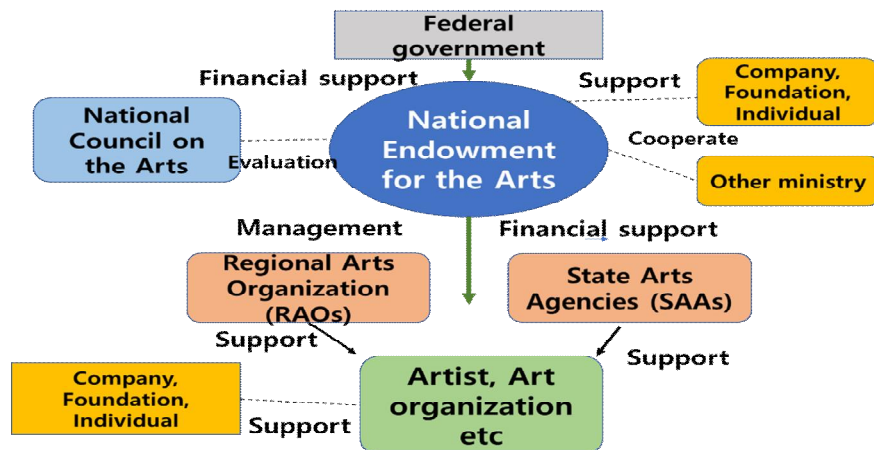 Federal
government
Financial support
Support
Company,
Foundation,
Individual
National
Council on
the Arts
Evaluation
National
Endowment
for the Arts
Cooperate
Other ministry
Management
Financial support
Regional Arts
Organization
(RAOs)
State Arts
Agencies (SAAs)
Support
Support
Company,
Foundation,
Individual
Support
Artist, Art
organization
etc